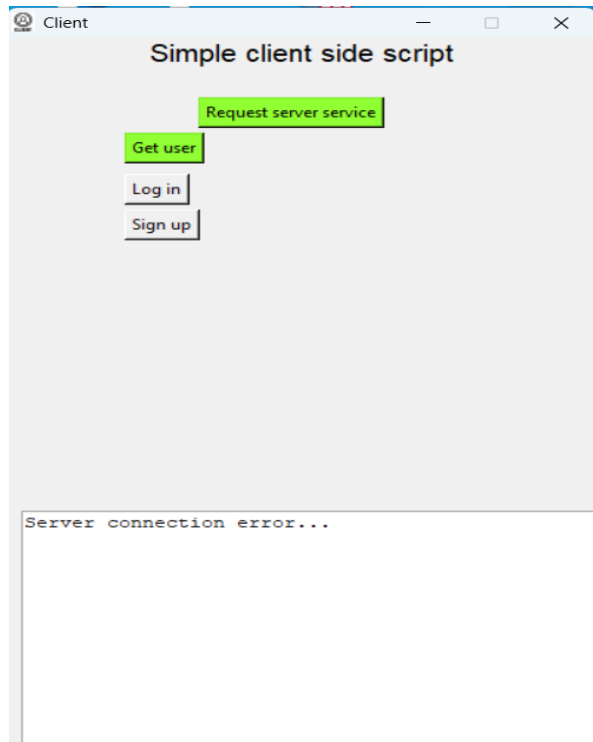 Client
Simple client side script
Request server service
Get user
Log in
Sign up
Server connection error...